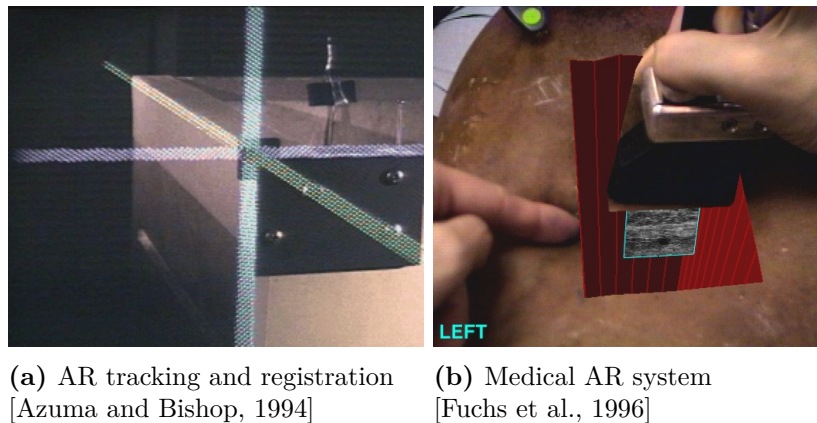 LEFT
(a) AR tracking and registration
[Azuma and Bishop, 1994]
(b) Medical AR system
[Fuchs et al., 1996]